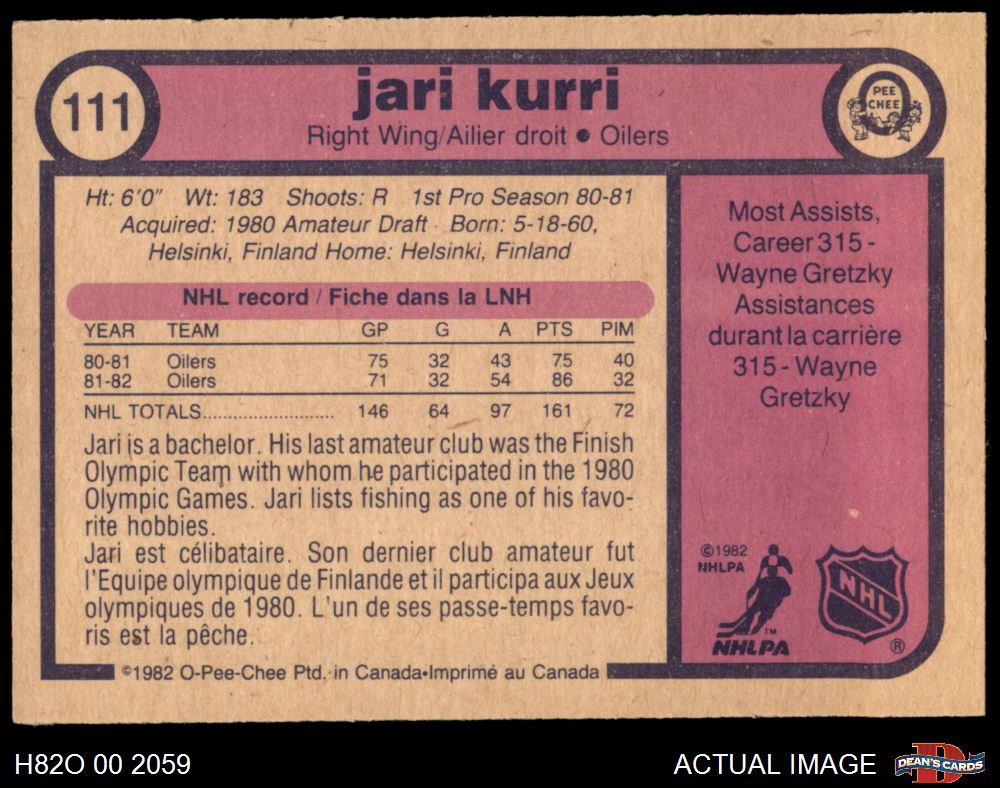 111
jari kurri
Right Wing/Ailier droit ● Oilers
PEE
CHEE
Ht: 6'0" Wt: 183 Shoots: R 1st Pro Season 80-81
Acquired: 1980 Amateur Draft Born: 5-18-60,
Helsinki, Finland Home: Helsinki, Finland
NHL record / Fiche dans la LNH
YEAR TEAM GP G A PTS PIM
80-81 Oilers 75 32 43 75 40
81-82 Oilers 71 32 54 86 32
NHL TOTALS...................... 146 64 97 161 72
Jari is a bachelor. His last amateur club was the Finish
Olympic Team with whom he participated in the 1980
Olympic Games. Jari lists fishing as one of his favo-
rite hobbies.
Jari est célibataire. Son dernier club amateur fut
l'Equipe olympique de Finlande et il participa aux Jeux
olympiques de 1980. L'un de ses passe-temps favo-
ris est la pêche.
Most Assists,
Career 315 -
Wayne Gretzky
Assistances
durant la carrière
315 - Wayne
Gretzky
©1982
NHLPA
TM
NHLPA
NHL
®
©1982 O-Pee-Chee Ptd. in Canada•Imprimé au Canada
H82O 00 2059
ACTUAL IMAGE
DEAN'S CARDS